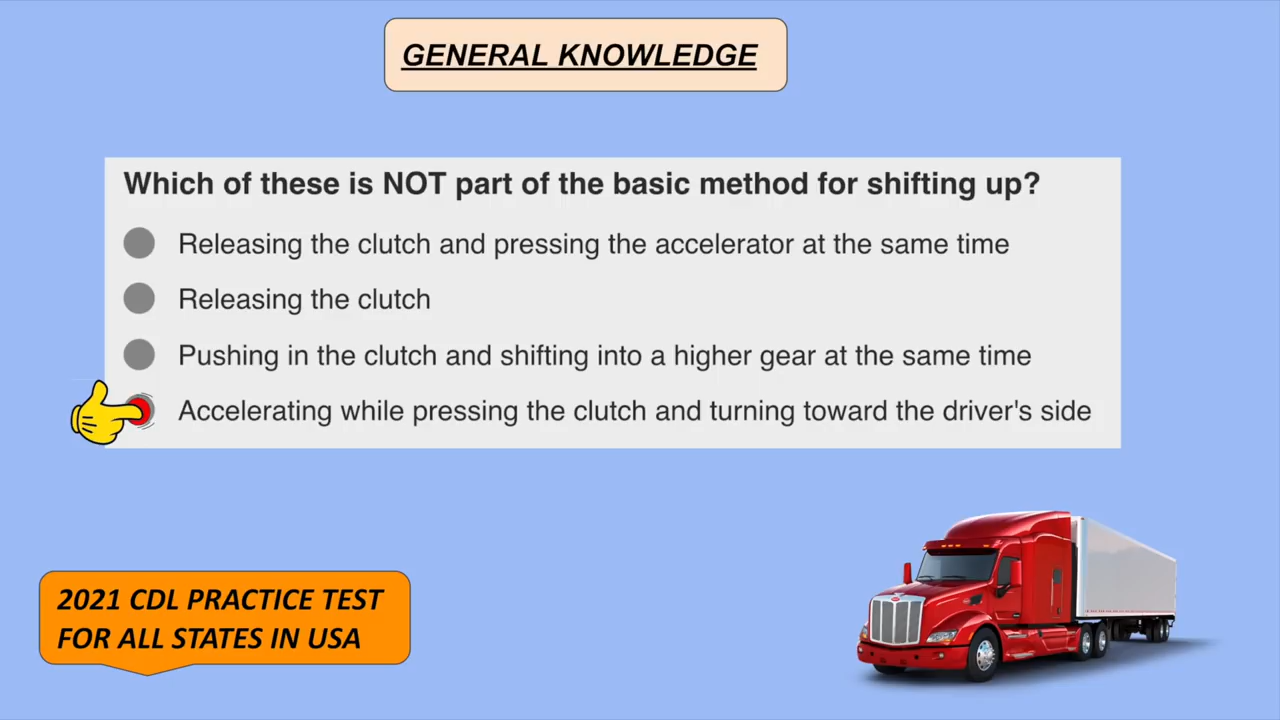 GENERAL KNOWLEDGE
Which of these is NOT part of the basic method for shifting up?
Releasing the clutch and pressing the accelerator at the same time
Releasing the clutch
Pushing in the clutch and shifting into a higher gear at the same time
Accelerating while pressing the clutch and turning toward the driver's side
2021 CDL PRACTICE TEST
FOR ALL STATES IN USA